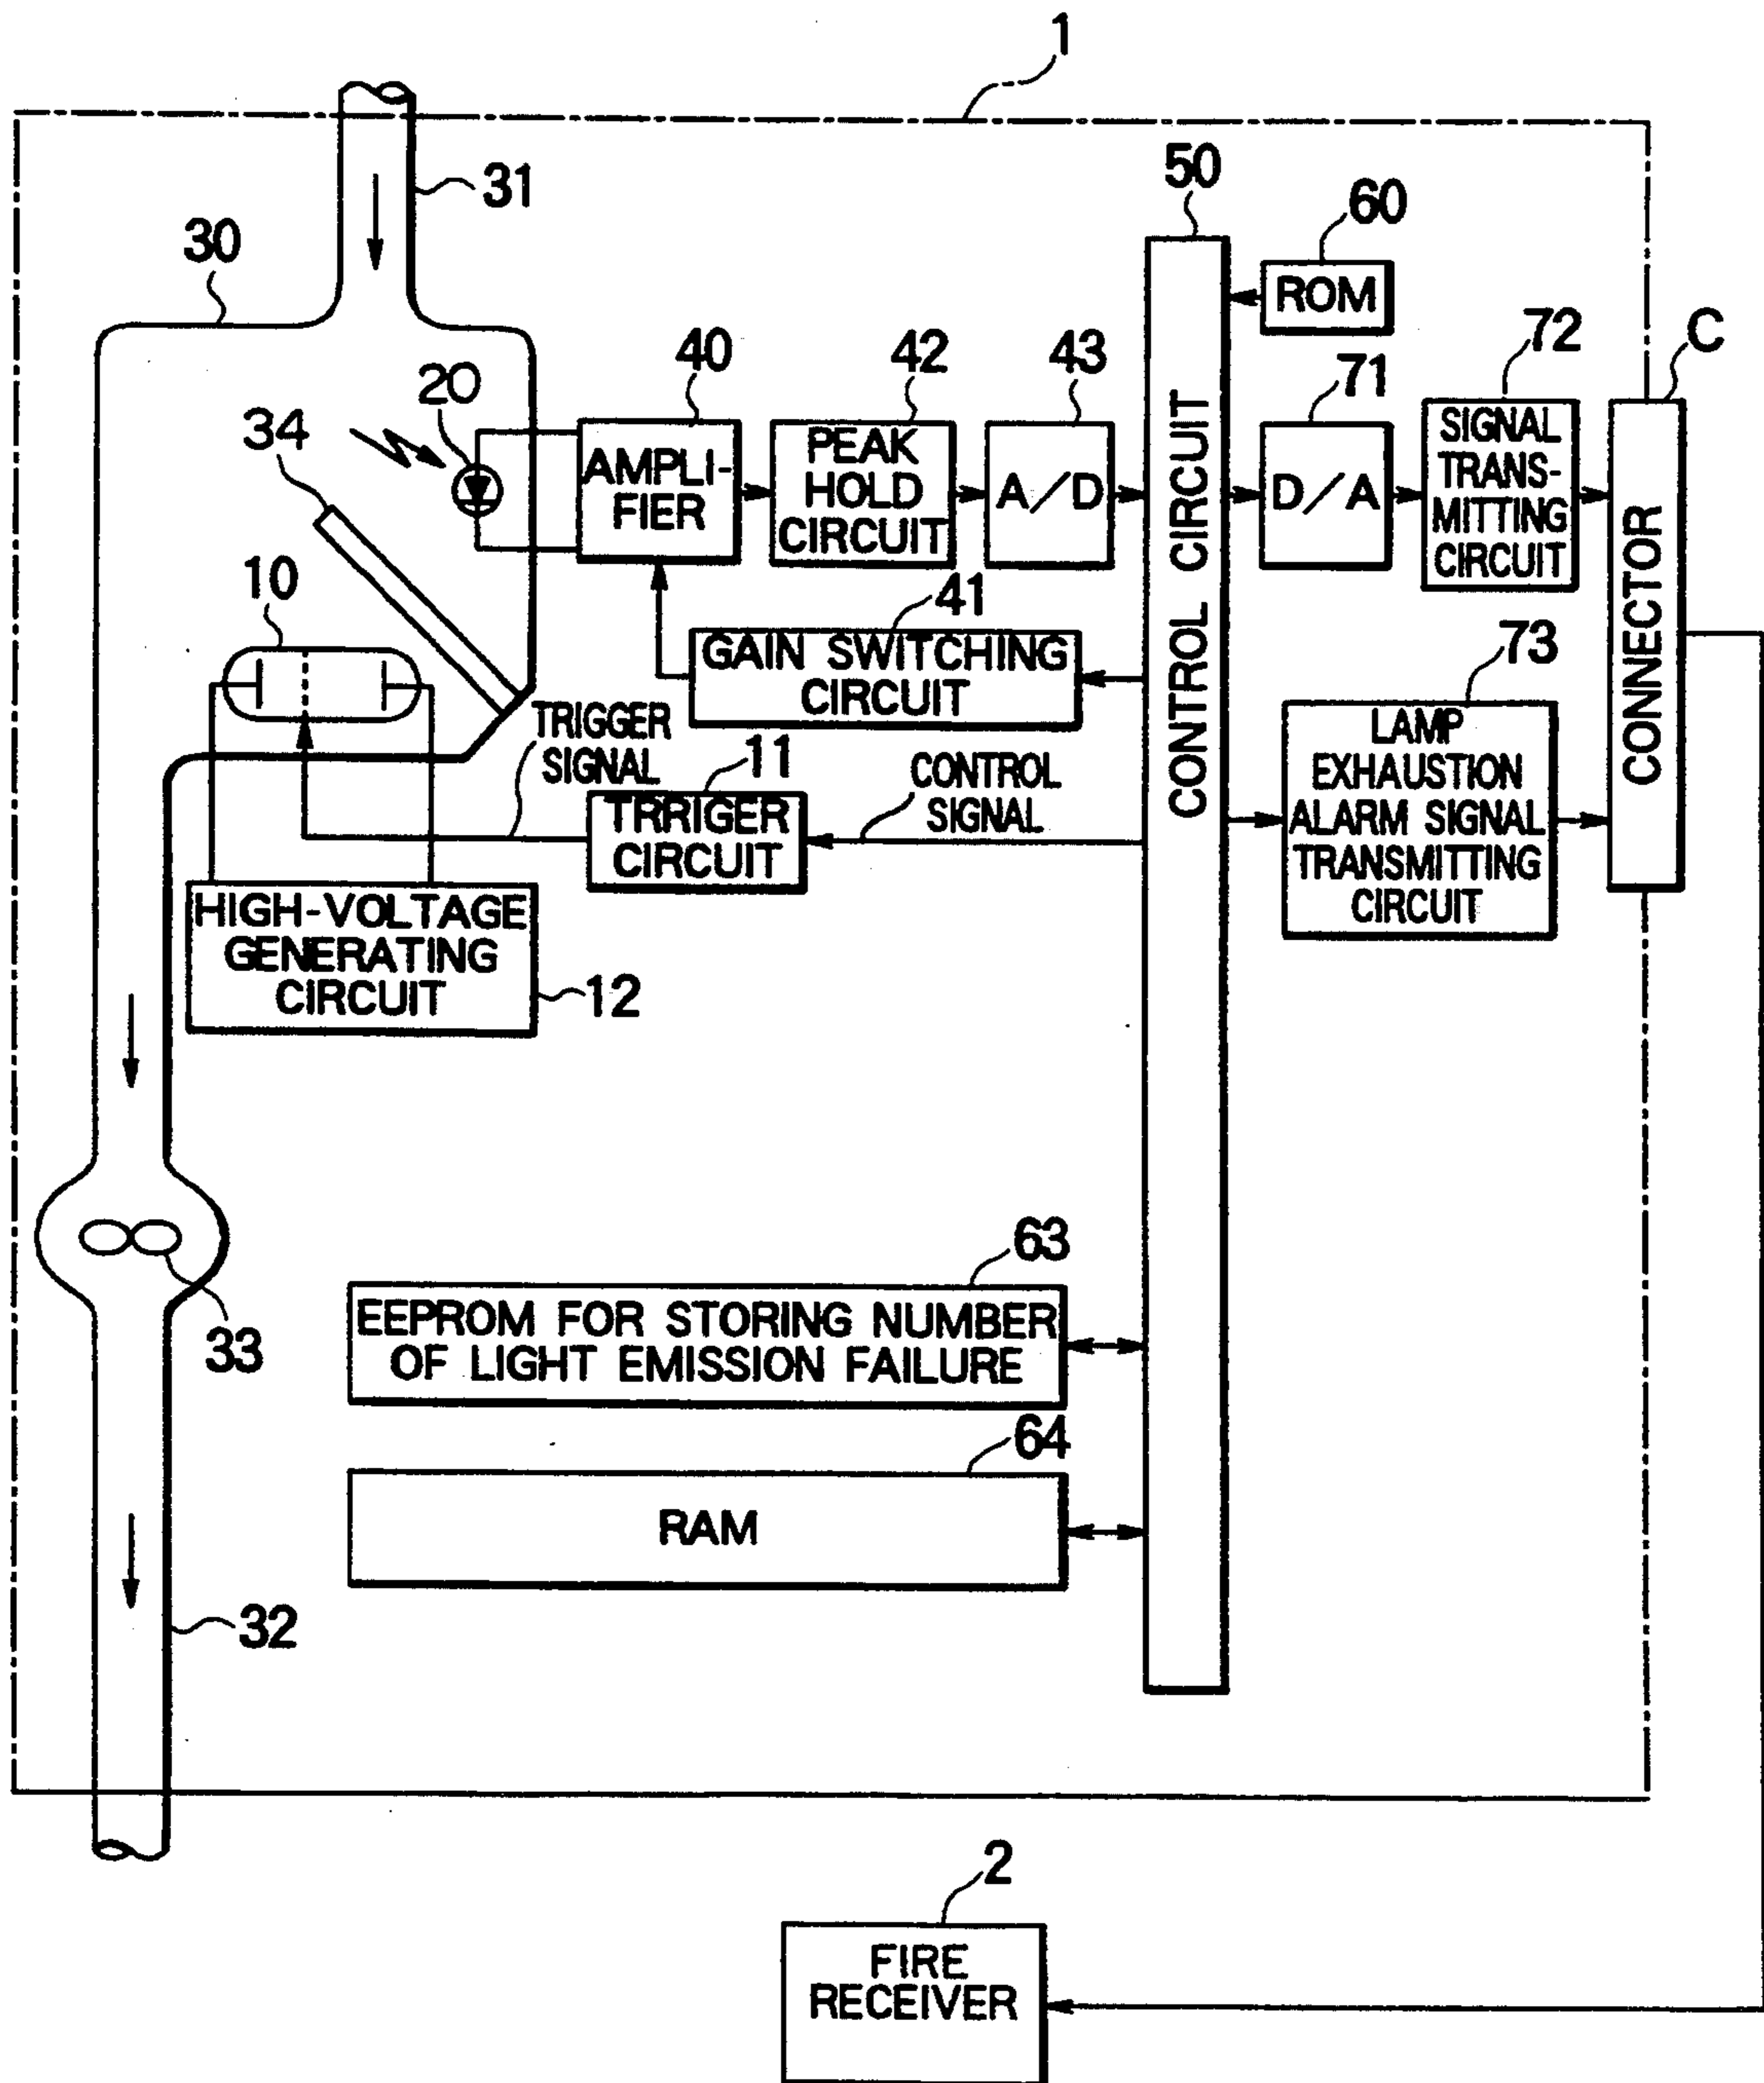 1
31
50
60
30
72
C
40
42
43
71
20
34
ROM
AMPLI-
FIER
PEAK
HOLD
CIRCUIT
A/D
CONTROL CIRCUIT
D/A
SIGNAL
TRANS-
MITTING
CIRCUIT
CONNECTOR
10
41
GAIN SWITCHING
CIRCUIT
73
TRIGGER
SIGNAL
11
CONTROL
SIGNAL
TRRIGER
CIRCUIT
LAMP
EXHAUSTION
ALARM SIGNAL
TRANSMITTING
CIRCUIT
HIGH-VOLTAGE
GENERATING
CIRCUIT
12
33
63
EEPROM FOR STORING NUMBER
OF LIGHT EMISSION FAILURE
64
RAM
32
2
FIRE
RECEIVER